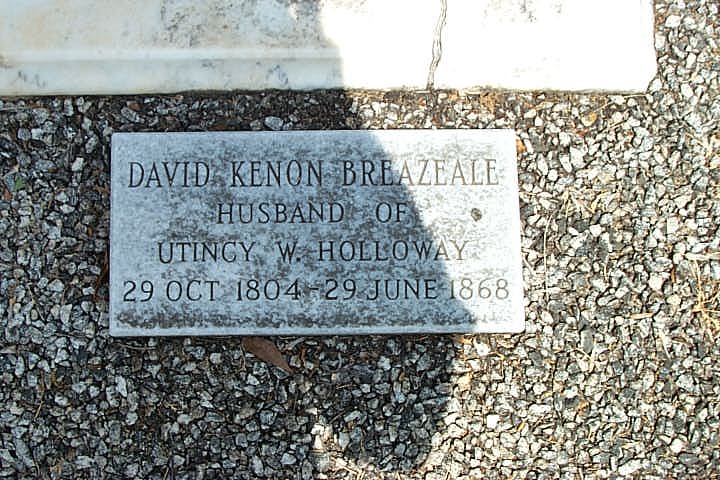 DAVID KENON BREAZEALE
HUSBAND OF
UTINCY W. HOLLOWAY
29 OCT 1804 - 29 JUNE 1868